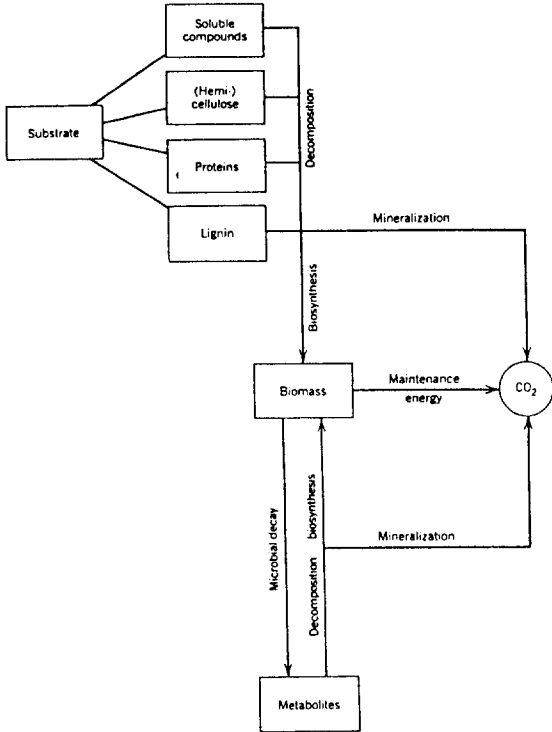 Soluble
compounds
(Hemi-)
cellulose
Substrate
Proteins
Lignin
Decomposition
Mineralization
Biosynthesis
Biomass
Maintenance
energy
CO₂
Microbial decay
Decomposition biosynthesis
Mineralization
Metabolites